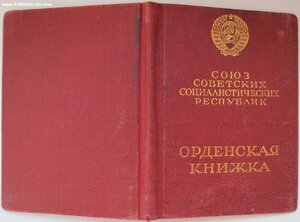 СОЮЗ
СОВЕТСКИХ
СОЦИАЛИСТИЧЕСКИХ
РЕСПУБЛИК
ОРДЕНСКАЯ
КНИЖКА